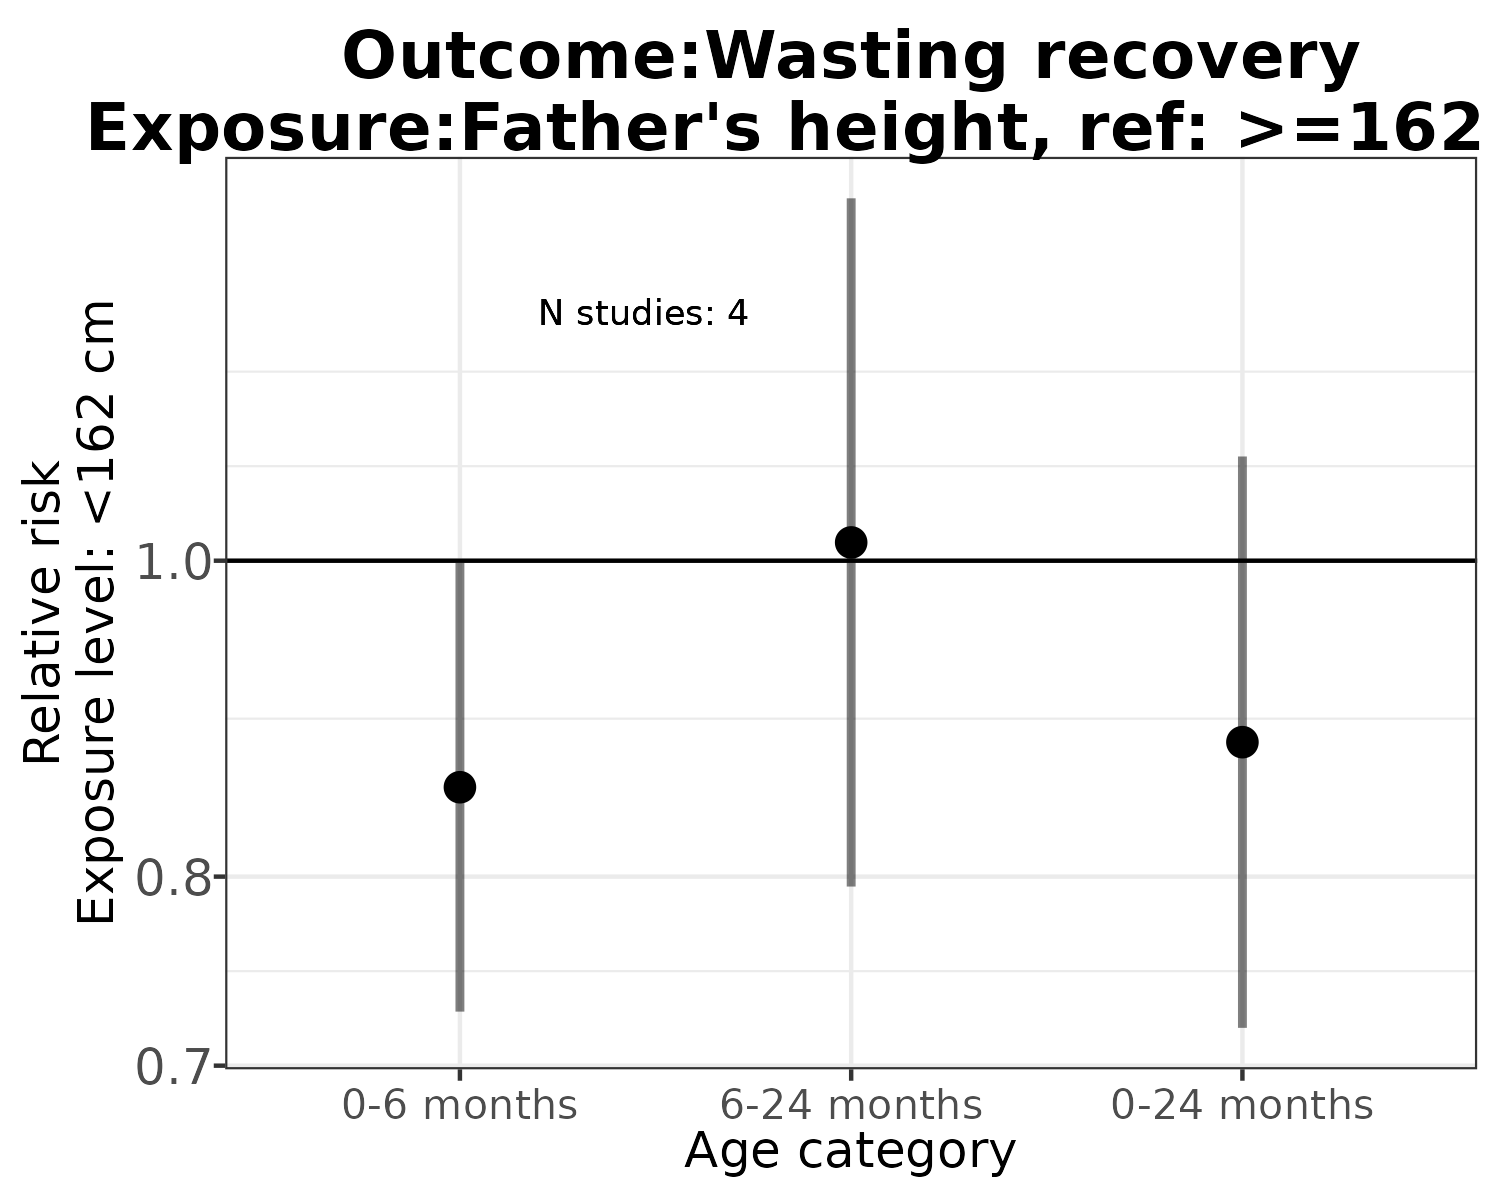 Outcome:Wasting recovery
Exposure:Father's height, ref: >=162
N studies: 4
Relative risk
Exposure level: <162 cm
1.0
0.8
0.7
0-6 months
6-24 months
0-24 months
Age category